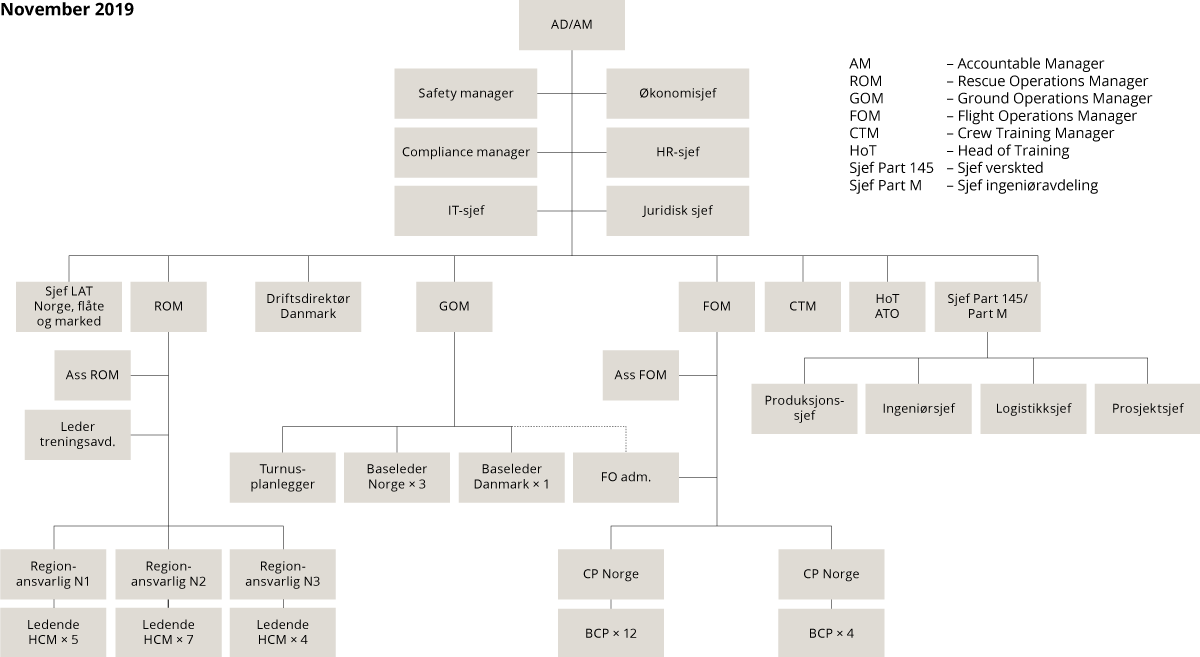 November 2019
AD/AM
Safety manager
Økonomisjef
Compliance manager
HR-sjef
IT-sjef
Juridisk sjef
AM – Accountable Manager
ROM – Rescue Operations Manager
GOM – Ground Operations Manager
FOM – Flight Operations Manager
CTM – Crew Training Manager
HoT – Head of Training
Sjef Part 145 – Sjef verskted
Sjef Part M – Sjef ingeniøravdeling
Sjef LAT
Norge, flåte
og marked
ROM
Driftsdirektør
Danmark
GOM
FOM
CTM
HoT
ATO
Sjef Part 145/
Part M
Ass ROM
Leder
treningsavd.
Ass FOM
Produksjons-
sjef
Ingeniørsjef
Logistikksjef
Prosjektsjef
Turnus-
planlegger
Baseleder
Norge × 3
Baseleder
Danmark × 1
FO adm.
Region-
ansvarlig N1
Region-
ansvarlig N2
Region-
ansvarlig N3
CP Norge
CP Norge
Ledende
HCM × 5
Ledende
HCM × 7
Ledende
HCM × 4
BCP × 12
BCP × 4